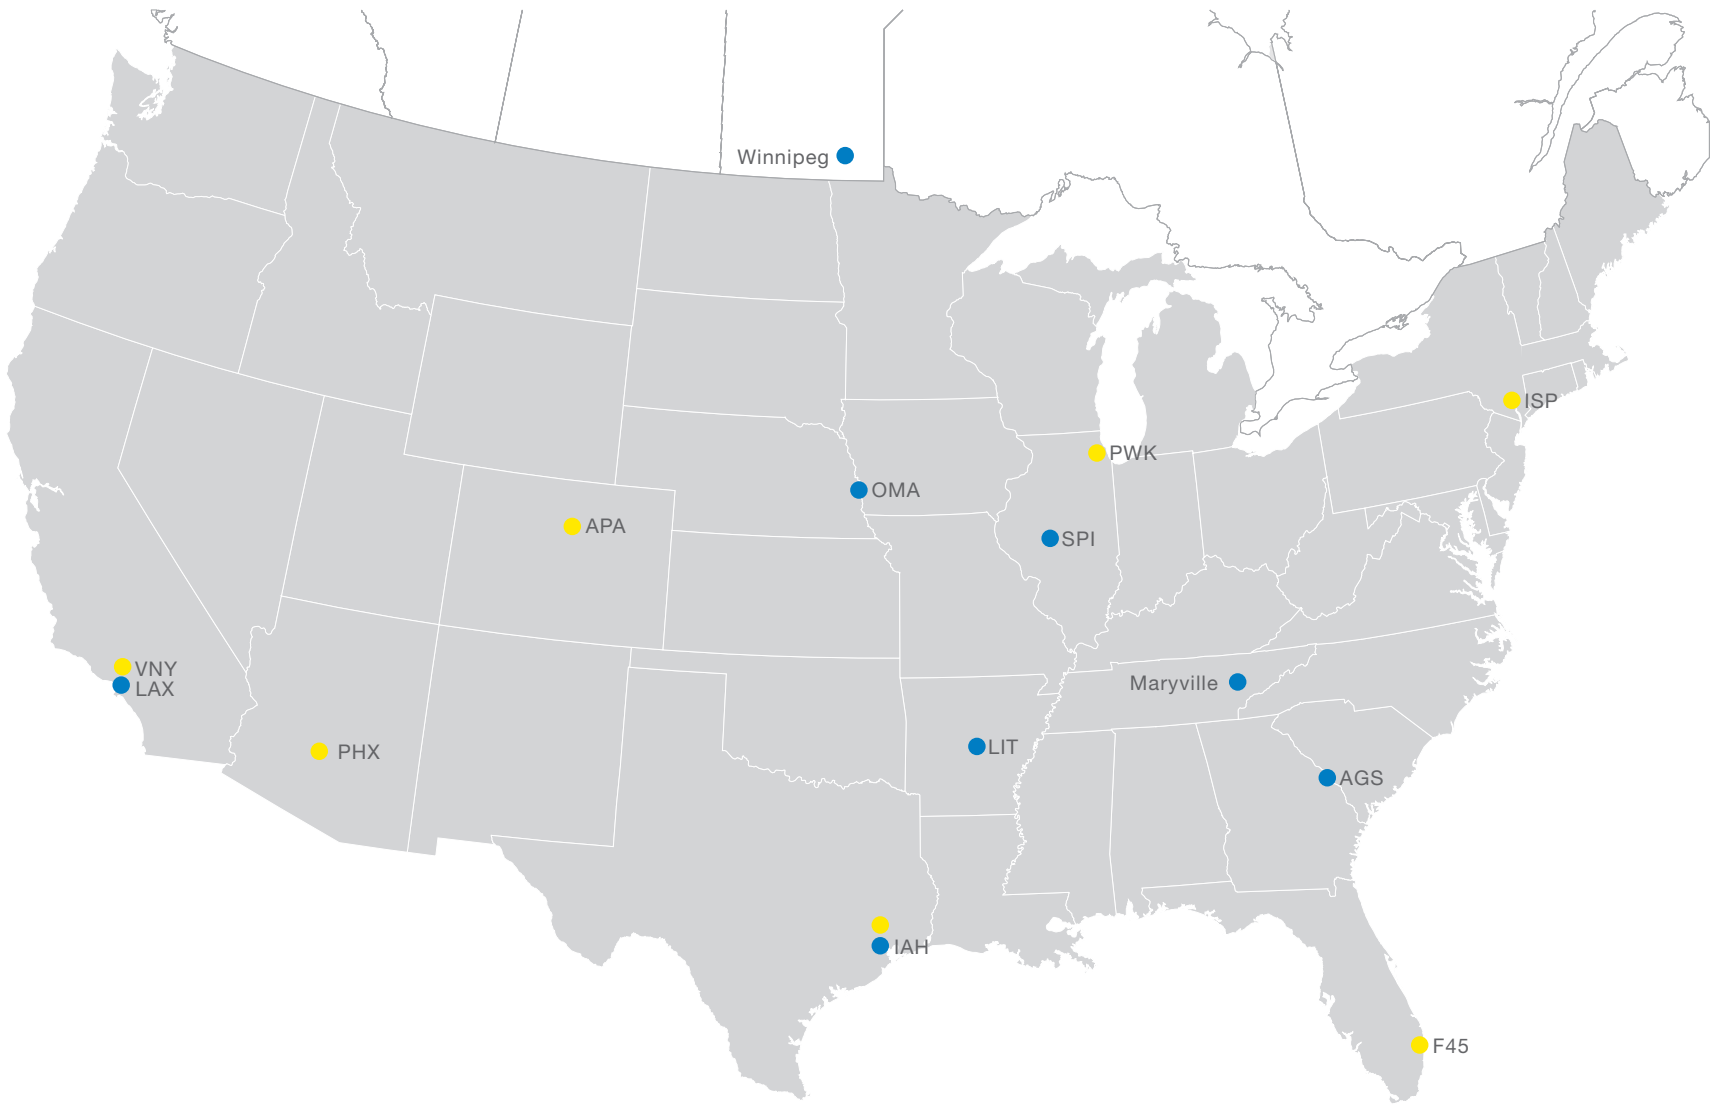 Winnipeg
ISP
PWK
OMA
APA
SPI
VNY
LAX
Maryville
PHX
LIT
AGS
IAH
F45